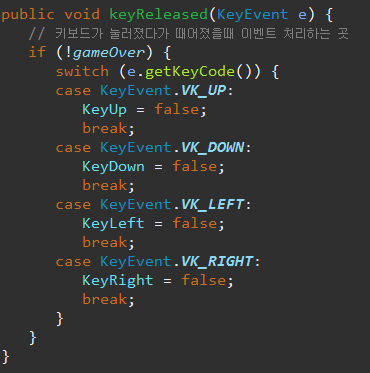 public void keyReleased(KeyEvent e) {
// 키보드가 눌러졌다가 때어졌을때 이벤트 처리하는 곳
if (!gameOver) {
switch (e.getKeyCode()) {
case KeyEvent.VK_UP:
KeyUp = false;
break;
case KeyEvent.VK_DOWN:
KeyDown = false;
break;
case KeyEvent.VK_LEFT:
KeyLeft = false;
break;
case KeyEvent.VK_RIGHT:
KeyRight = false;
break;
}
}
}